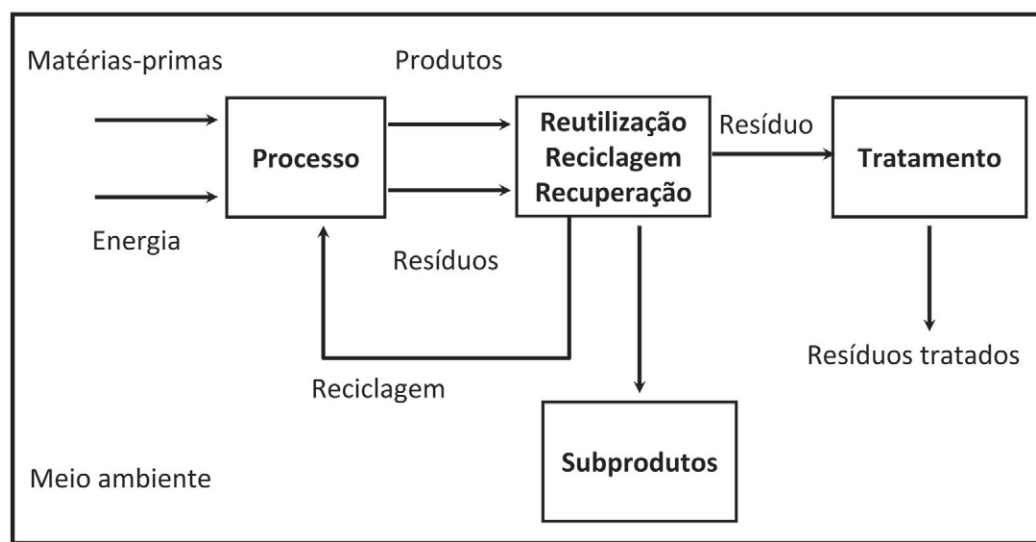 Matérias-primas
Produtos
Reutilização
Reciclagem
Recuperação
Resíduo
Processo
Tratamento
Energia
Resíduos
Reciclagem
Resíduos tratados
Subprodutos
Meio ambiente